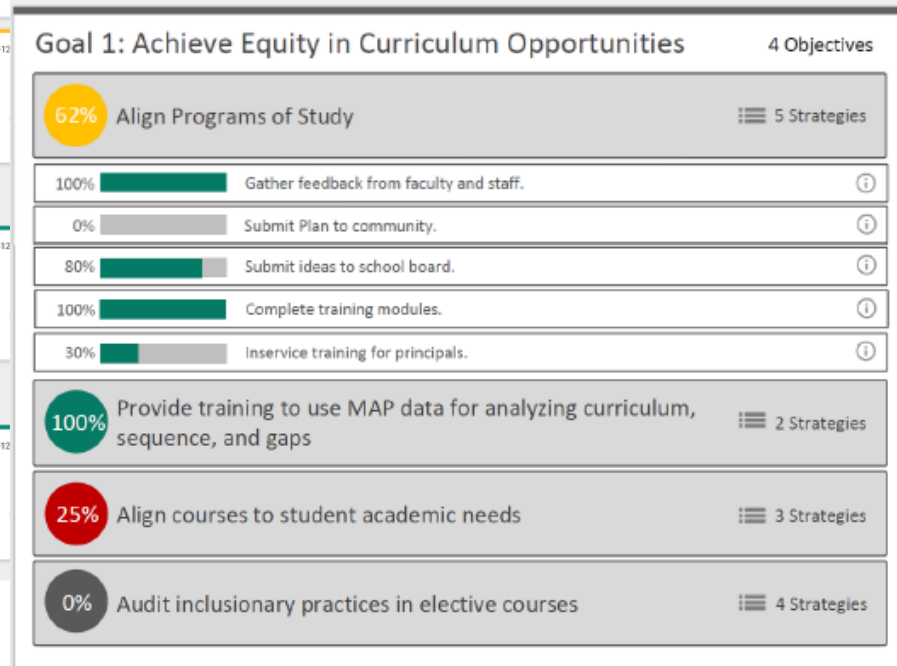 Goal 1: Achieve Equity in Curriculum Opportunities 4 Objectives
62% Align Programs of Study 5 Strategies
100% Gather feedback from faculty and staff.
0% Submit Plan to community.
80% Submit ideas to school board.
100% Complete training modules.
30% Inservice training for principals.
100% Provide training to use MAP data for analyzing curriculum,
sequence, and gaps 2 Strategies
25% Align courses to student academic needs 3 Strategies
0% Audit inclusionary practices in elective courses 4 Strategies